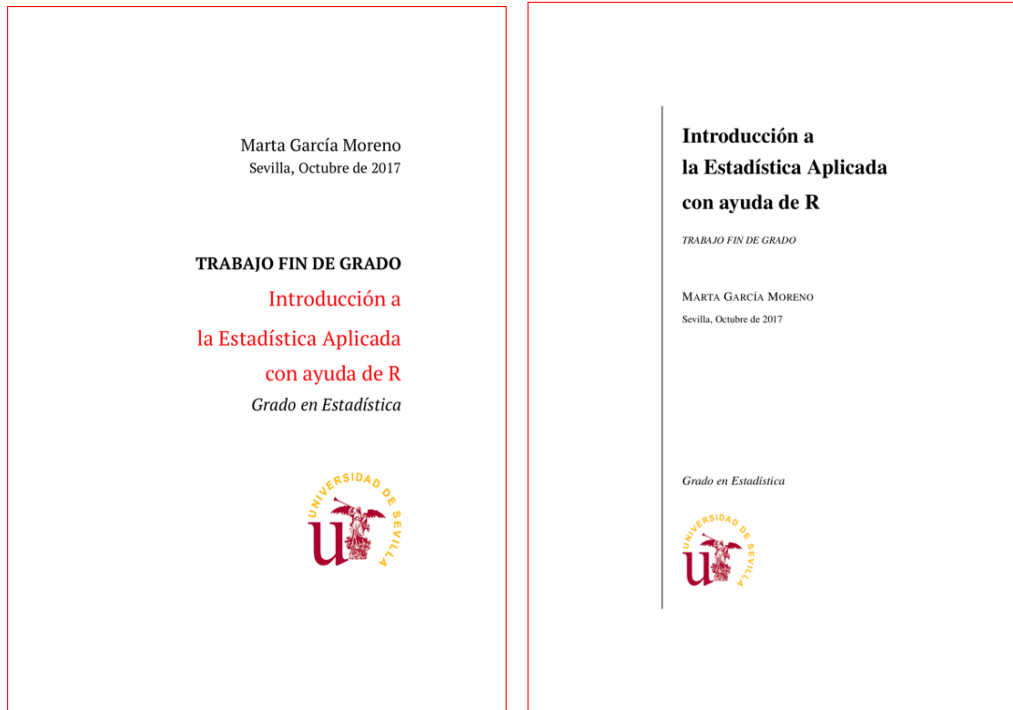 Marta García Moreno
Sevilla, Octubre de 2017
TRABAJO FIN DE GRADO
Introducción a
la Estadística Aplicada
con ayuda de R
Grado en Estadística
UNIVERSIDAD DE SEVILLA
u
Introducción a
la Estadística Aplicada
con ayuda de R
TRABAJO FIN DE GRADO
MARTA GARCÍA MORENO
Sevilla, Octubre de 2017
Grado en Estadística
UNIVERSIDAD DE SEVILLA
u